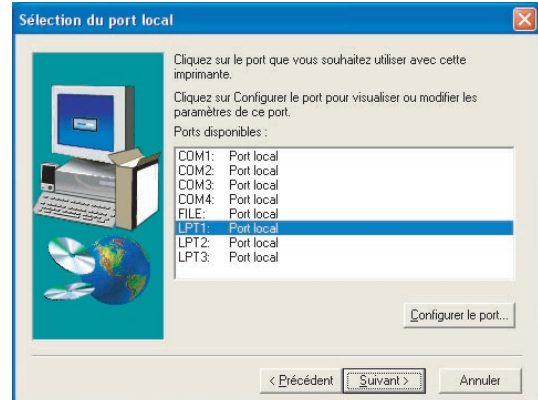 Sélection du port local
Cliquez sur le port que vous souhaitez utiliser avec cette
imprimante.
Cliquez sur Configurer le port pour visualiser ou modifier les
paramètres de ce port.
Ports disponibles :
COM1: Port local
COM2: Port local
COM3: Port local
COM4: Port local
FILE: Port local
LPT1: Port local
LPT2: Port local
LPT3: Port local
Configurer le port...
< Précédent Suivant > Annuler